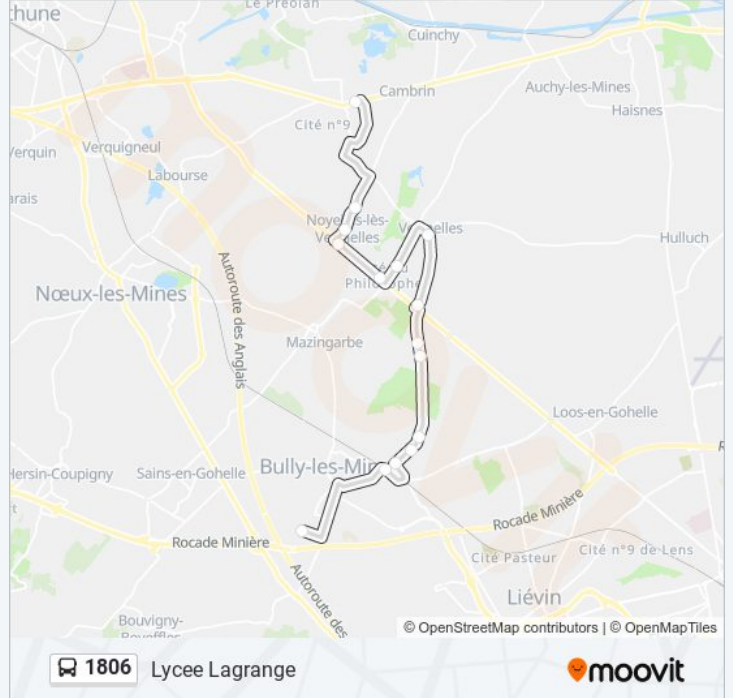 Le Préolan
thune
Cuinchy
Cambrin
Auchy-les-Mines
Haisnes
Cité n°9
Verquin
Verquigneul
Labourse
arais
Noyelles-lès-
Vermelles
Vermelles
Hulluch
Philosophe
Nœux-les-Mines
Autoroute des Anglais
Mazingarbe
Loos-en-Gohelle
Bully-les-Mines
Hersin-Coupigny
Sains-en-Gohelle
Rocade Minière
Rocade Minière
Cité Pasteur
Cité n°9 de Lens
Autoroute des
Liévin
Bouvigny-
Boyeffles
© OpenStreetMap contributors | © OpenMapTiles
1806 Lycee Lagrange
moovit